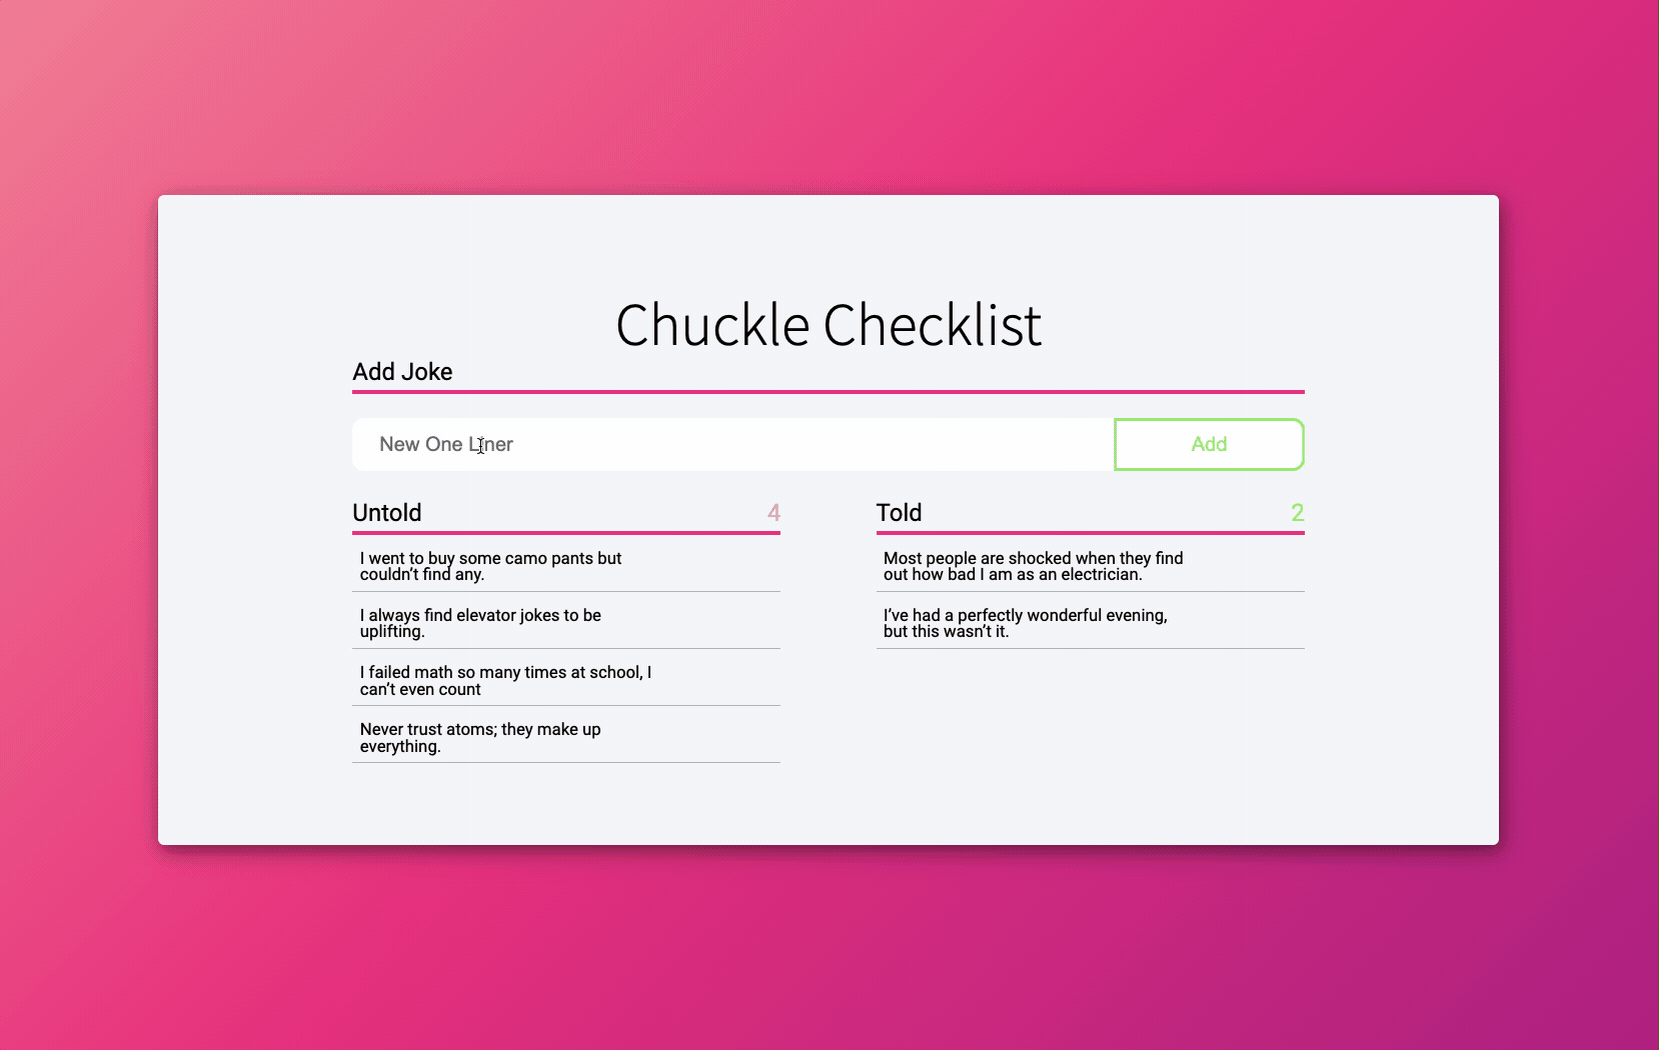 Chuckle Checklist
Add Joke
New One Liner
Add
Untold 4
I went to buy some camo pants but
couldn’t find any.
I always find elevator jokes to be
uplifting.
I failed math so many times at school, I
can’t even count
Never trust atoms; they make up
everything.
Told 2
Most people are shocked when they find
out how bad I am as an electrician.
I’ve had a perfectly wonderful evening,
but this wasn’t it.